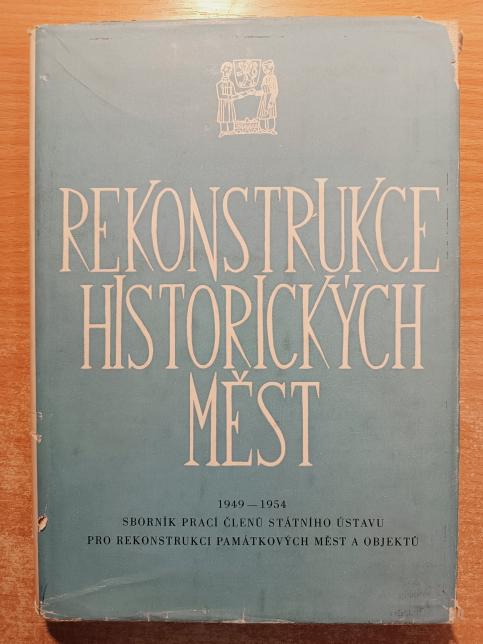 REKONSTRUKCE
HISTORICKÝCH
MĚST
1949 — 1954
SBORNÍK PRACÍ ČLENŮ STÁTNÍHO ÚSTAVU
PRO REKONSTRUKCI PAMÁTKOVÝCH MĚST A OBJEKTŮ